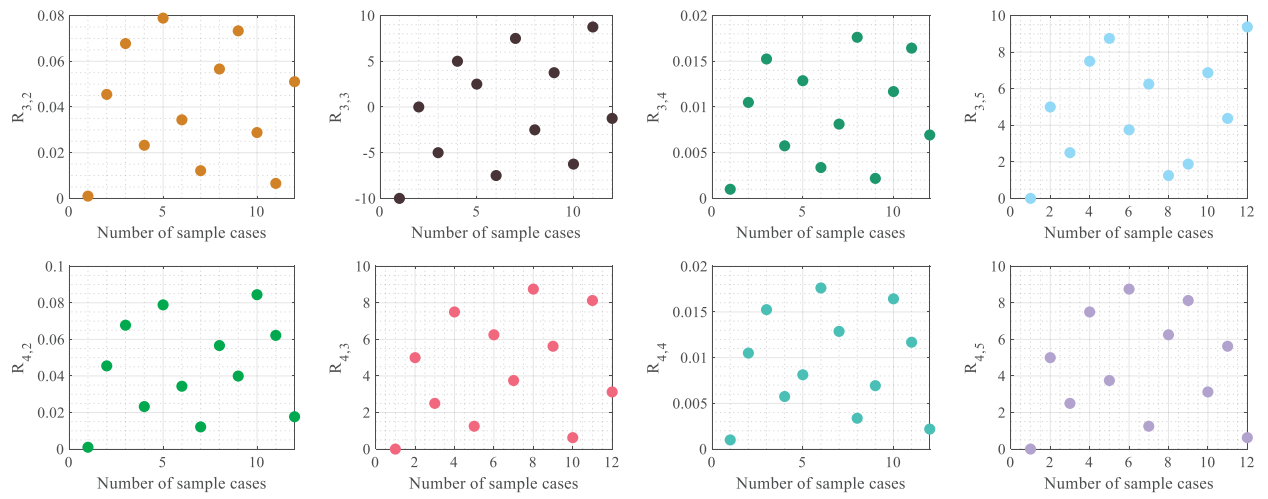 0.08
0.06
0.04
0.02
0
R3,2
0 5 10
Number of sample cases
10
5
0
-5
-10
R3,3
5 10
Number of sample cases
0.02
0.015
0.01
0.005
0
R3,4
0 5 10
Number of sample cases
10
8
6
4
2
0
R3,5
0 2 4 6 8 10 12
Number of sample cases
0.1
0.08
0.06
0.04
0.02
0
R4,2
0 5 10
Number of sample cases
10
8
6
4
2
0
R4,3
0 2 4 6 8 10 12
Number of sample cases
0.02
0.015
0.01
0.005
0
R4,4
0 5 10
Number of sample cases
10
8
6
4
2
0
R4,5
0 2 4 6 8 10 12
Number of sample cases